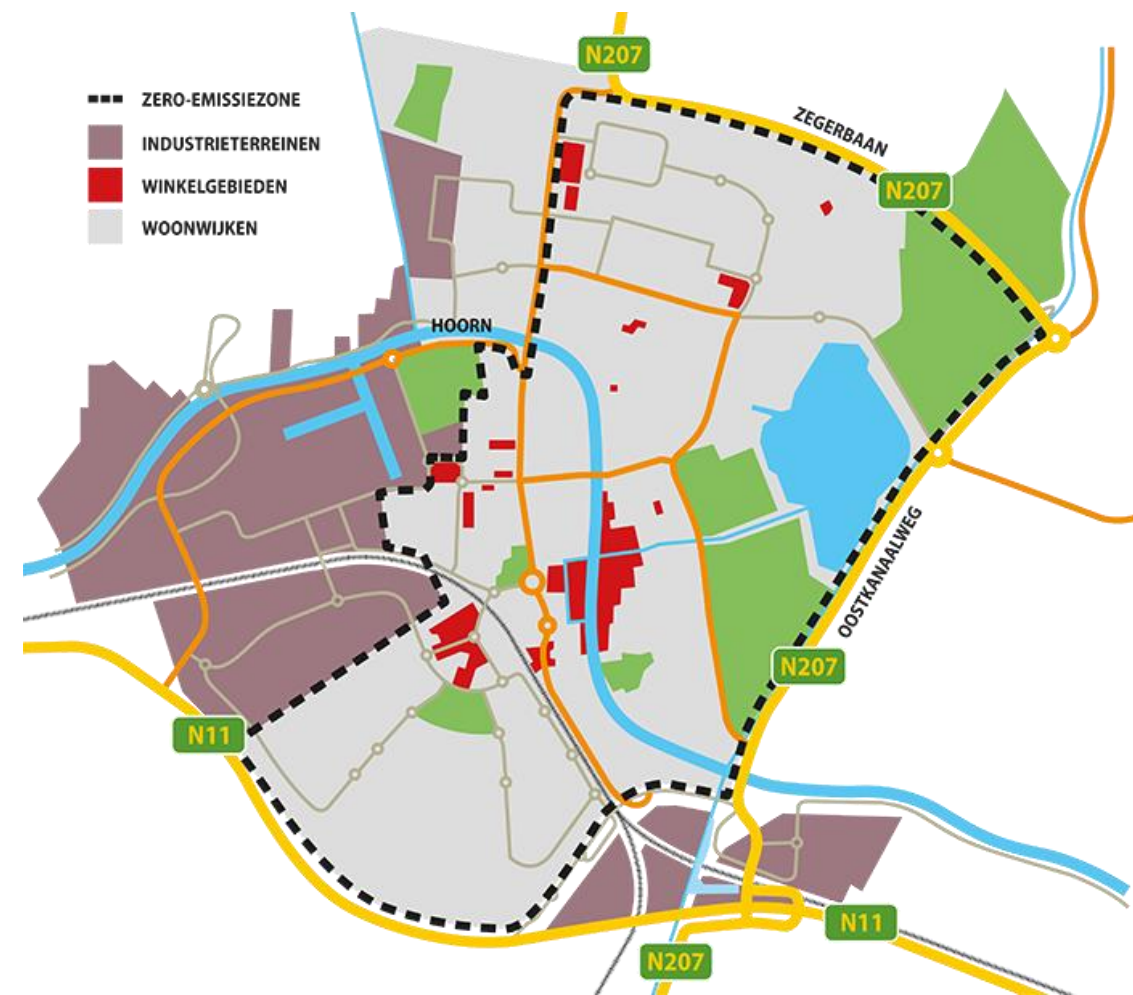 N207
ZERO-EMISSIEZONE
INDUSTRIETERREINEN
WINKELGEBIEDEN
WOONWIJKEN
ZEGERBAAN
N207
HOORN
OOSTKANAALWEG
N207
N11
N11
N207